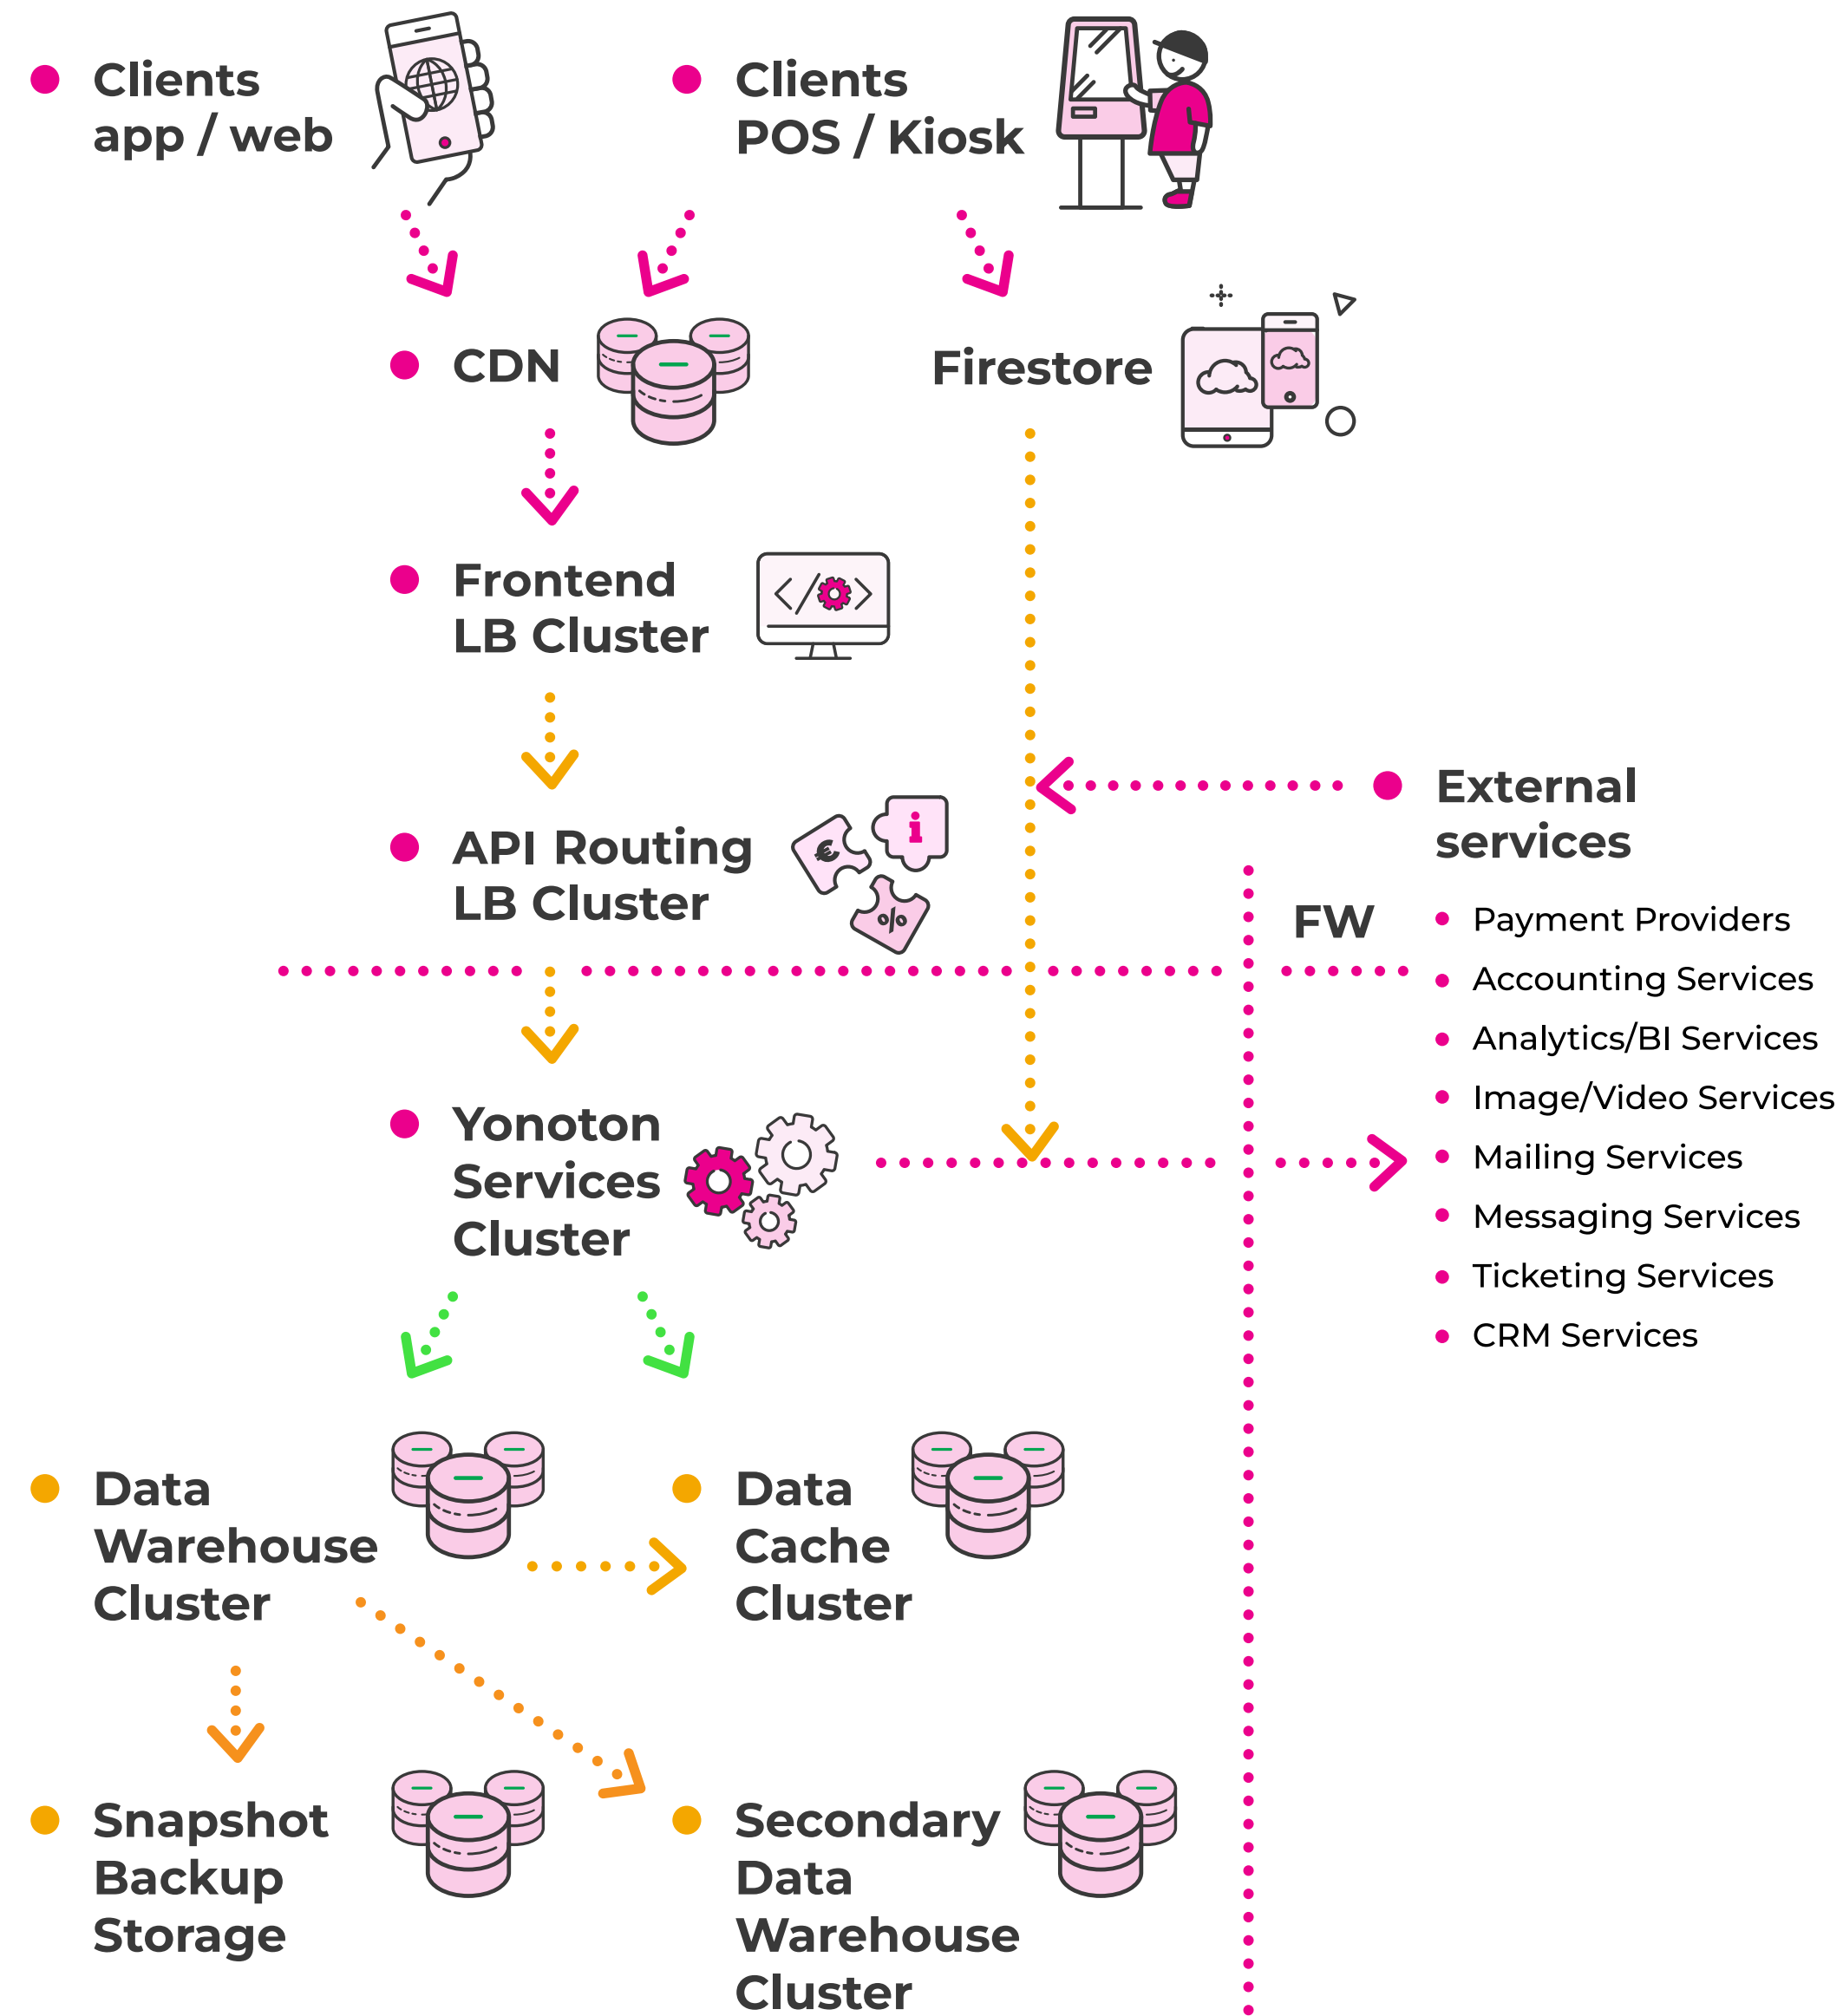 Clients
app / web
Clients
POS / Kiosk
CDN
Firestore
Frontend
LB Cluster
External
services
API Routing
LB Cluster
€
i
%
FW
Payment Providers
Accounting Services
Analytics/BI Services
Image/Video Services
Mailing Services
Messaging Services
Ticketing Services
CRM Services
Yonoton
Services
Cluster
Data
Warehouse
Cluster
Data
Cache
Cluster
Snapshot
Backup
Storage
Secondary
Data
Warehouse
Cluster